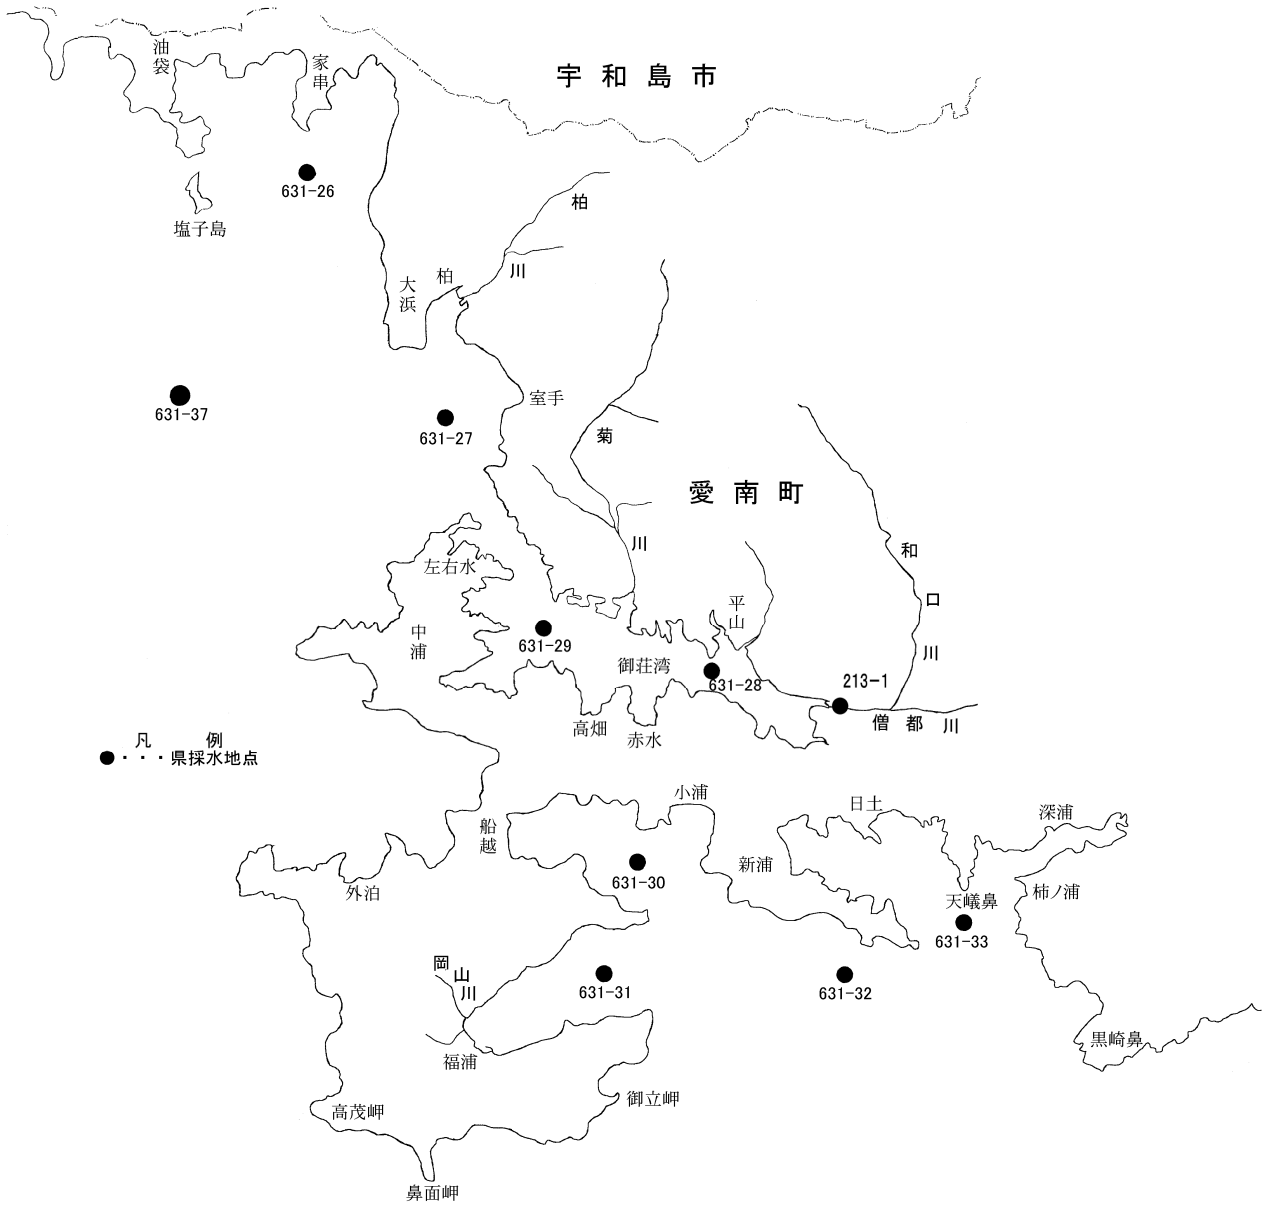 油袋
家串
宇和島市
631-26
柏
塩子島
川
柏
大浜
631-37
室手
631-27
菊
愛南町
川
和
左右水
平山
口
中浦
631-29
川
御荘湾
631-28
213-1
高畑
赤水
僧都川
凡例
●・・・県採水地点
小浦
日土
深浦
船越
新浦
631-30
外泊
柿ノ浦
天嶬鼻
631-33
岡山川
631-31
631-32
福浦
黒崎鼻
高茂岬
御立岬
鼻面岬